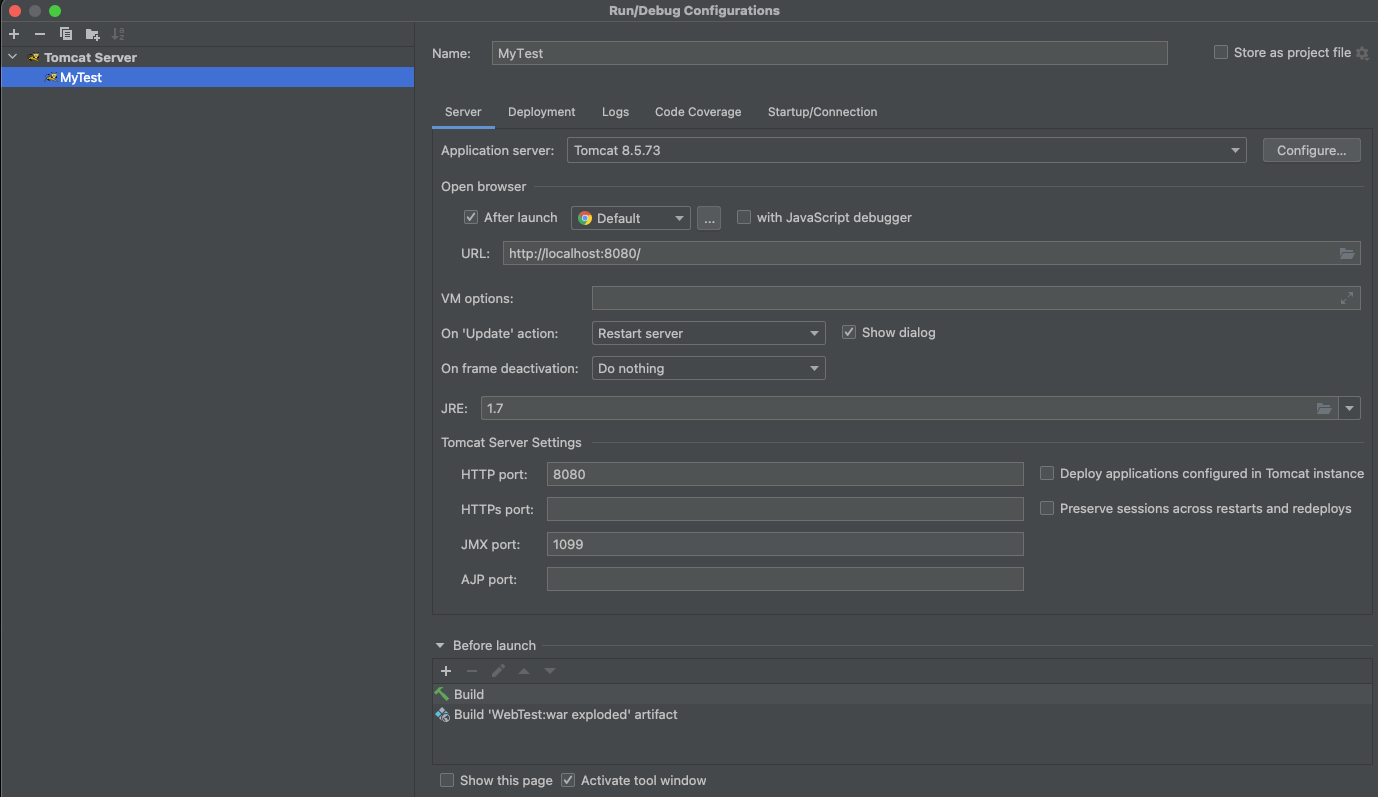 Run/Debug Configurations
Tomcat Server
MyTest
Name: MyTest
Store as project file
Server Deployment Logs Code Coverage Startup/Connection
Application server: Tomcat 8.5.73 Configure...
Open browser
After launch Default ... with JavaScript debugger
URL: http://localhost:8080/
VM options:
On 'Update' action: Restart server Show dialog
On frame deactivation: Do nothing
JRE: 1.7
Tomcat Server Settings
HTTP port: 8080 Deploy applications configured in Tomcat instance
HTTPs port: Preserve sessions across restarts and redeploys
JMX port: 1099
AJP port:
Before launch
Build
Build 'WebTest:war exploded' artifact
Show this page Activate tool window